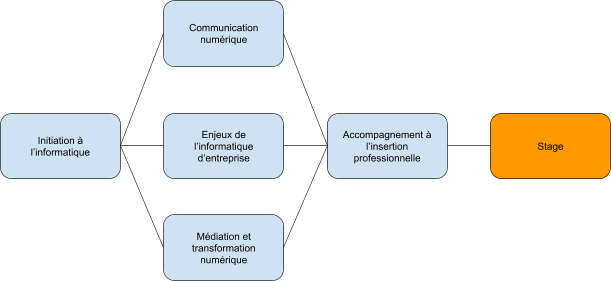 Communication
numérique
Initiation à
l'informatique
Enjeux de
l'informatique
d'entreprise
Accompagnement à
l'insertion
professionnelle
Stage
Médiation et
transformation
numérique